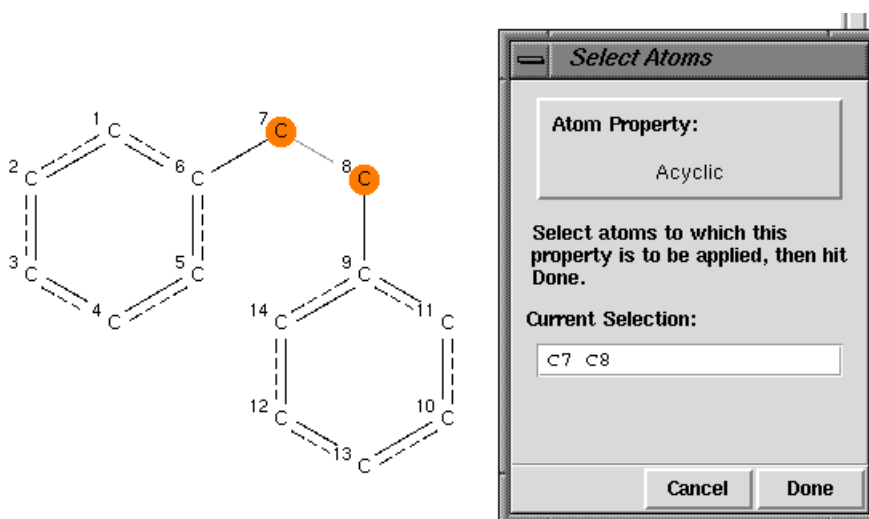 Select Atoms
Atom Property:
Acyclic
Select atoms to which this
property is to be applied, then hit
Done.
Current Selection:
C7 C8
Cancel Done
1 C
2 C
3 C
4 C
5 C
6 C
7 C
8 C
9 C
14 C
11 C
12 C
10 C
13 C